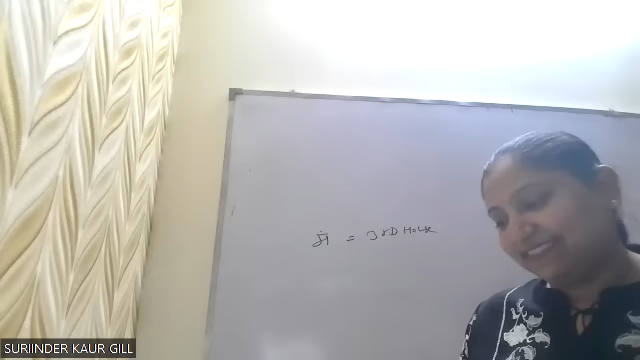 मं = 3rd House
SURIINDER KAUR GILL